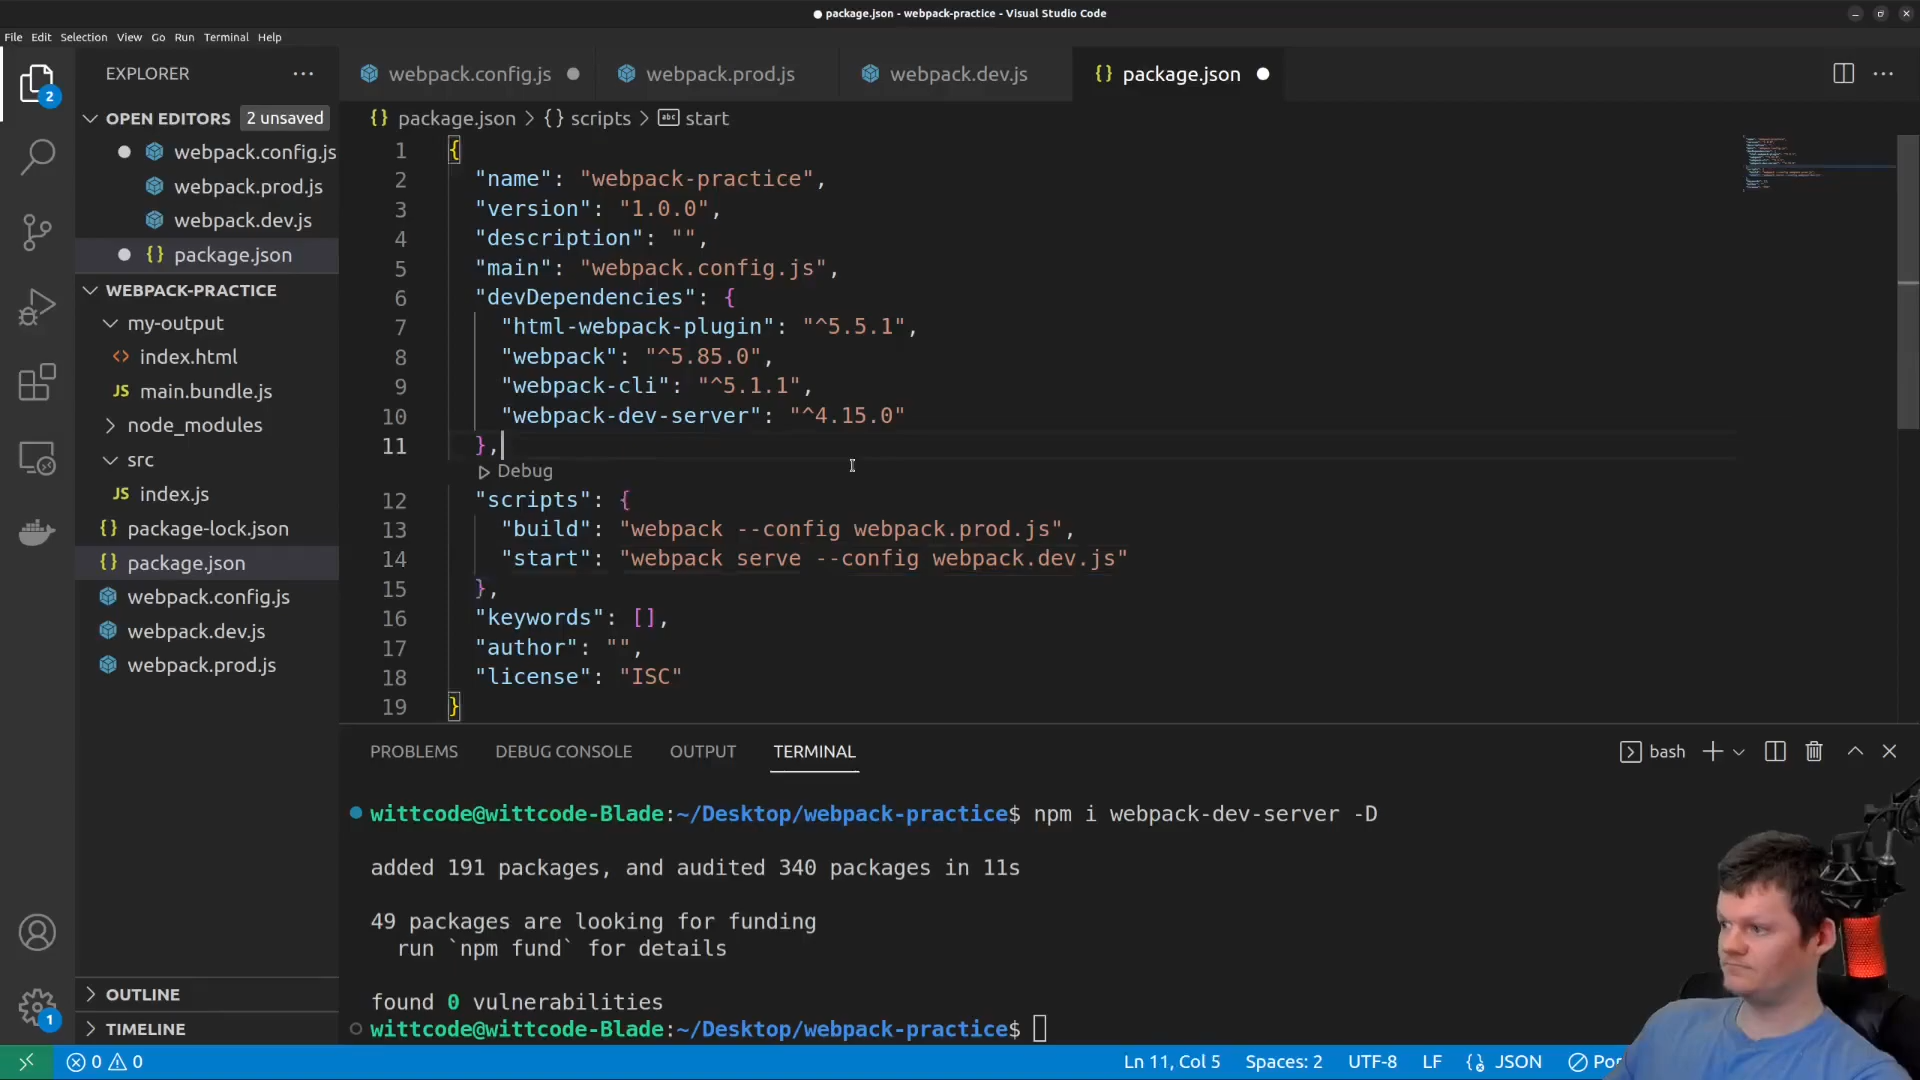 package.json - webpack-practice - Visual Studio Code
File Edit Selection View Go Run Terminal Help
EXPLORER
OPEN EDITORS 2 unsaved
webpack.config.js
webpack.prod.js
webpack.dev.js
package.json
WEBPACK-PRACTICE
my-output
index.html
JS main.bundle.js
node_modules
src
JS index.js
{} package-lock.json
{} package.json
webpack.config.js
webpack.dev.js
webpack.prod.js
OUTLINE
TIMELINE
2
1
webpack.config.js webpack.prod.js webpack.dev.js {} package.json
{} package.json > {} scripts > abc start
1 {
2 "name": "webpack-practice",
3 "version": "1.0.0",
4 "description": "",
5 "main": "webpack.config.js",
6 "devDependencies": {
7 "html-webpack-plugin": "^5.5.1",
8 "webpack": "^5.85.0",
9 "webpack-cli": "^5.1.1",
10 "webpack-dev-server": "^4.15.0"
11 },
Debug
12 "scripts": {
13 "build": "webpack --config webpack.prod.js",
14 "start": "webpack serve --config webpack.dev.js"
15 },
16 "keywords": [],
17 "author": "",
18 "license": "ISC"
19 }
PROBLEMS DEBUG CONSOLE OUTPUT TERMINAL
bash
wittcode@wittcode-Blade:~/Desktop/webpack-practice$ npm i webpack-dev-server -D
added 191 packages, and audited 340 packages in 11s
49 packages are looking for funding
run `npm fund` for details
found 0 vulnerabilities
wittcode@wittcode-Blade:~/Desktop/webpack-practice$
0 0
Ln 11, Col 5 Spaces: 2 UTF-8 LF {} JSON